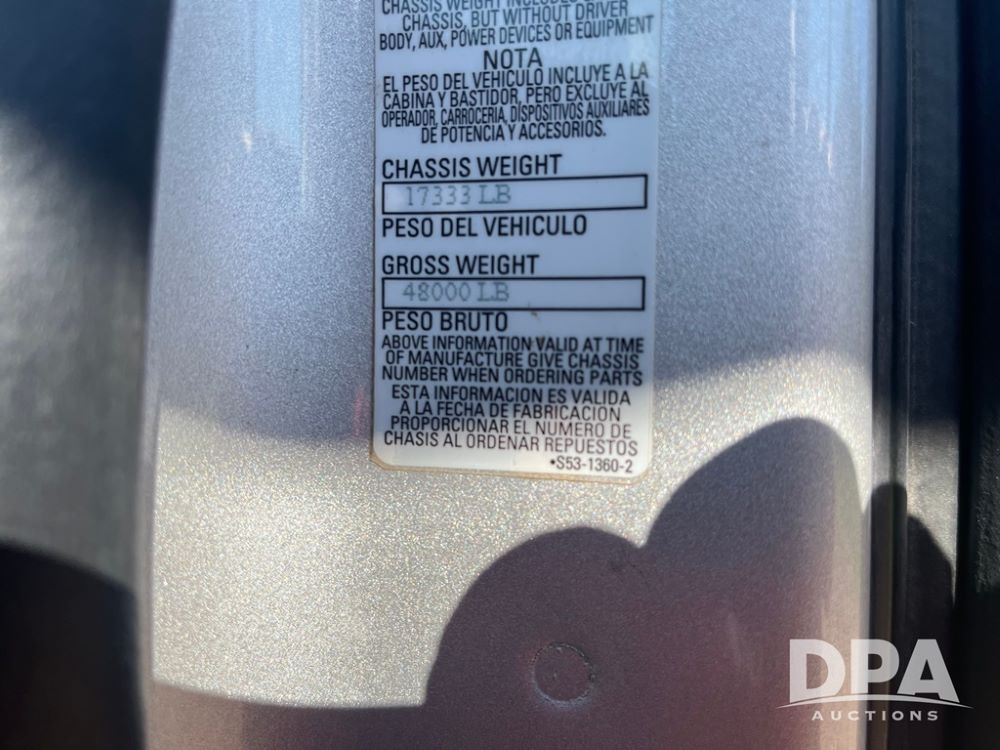 CHASSIS WEIGHT INCLUDES
CHASSIS, BUT WITHOUT DRIVER
BODY, AUX, POWER DEVICES OR EQUIPMENT
NOTA
EL PESO DEL VEHICULO INCLUYE A LA
CABINA Y BASTIDOR, PERO EXCLUYE AL
OPERADOR, CARROCERIA, DISPOSITIVOS AUXILIARES
DE POTENCIA Y ACCESORIOS.
CHASSIS WEIGHT
17333 LB
PESO DEL VEHICULO
GROSS WEIGHT
48000 LB
PESO BRUTO
ABOVE INFORMATION VALID AT TIME
OF MANUFACTURE GIVE CHASSIS
NUMBER WHEN ORDERING PARTS
ESTA INFORMACION ES VALIDA
A LA FECHA DE FABRICACION
PROPORCIONAR EL NUMERO DE
CHASIS AL ORDENAR REPUESTOS
•S53-1360-2
DPA
AUCTIONS